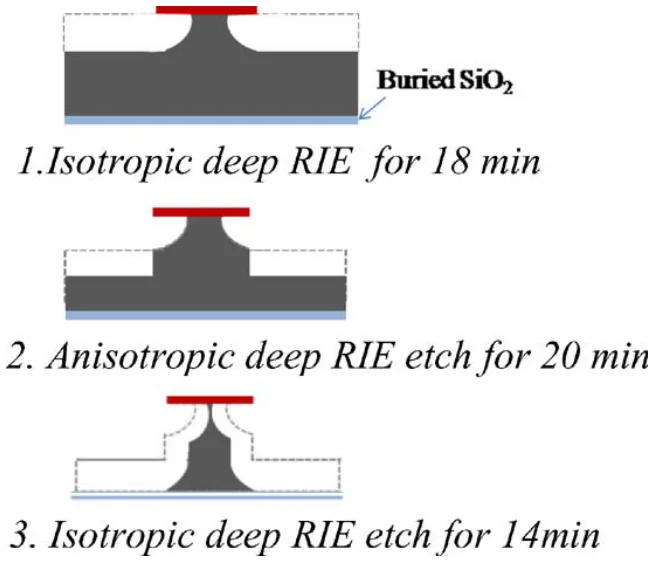 Buried SiO₂
1.Isotropic deep RIE for 18 min
2. Anisotropic deep RIE etch for 20 min
3. Isotropic deep RIE etch for 14min